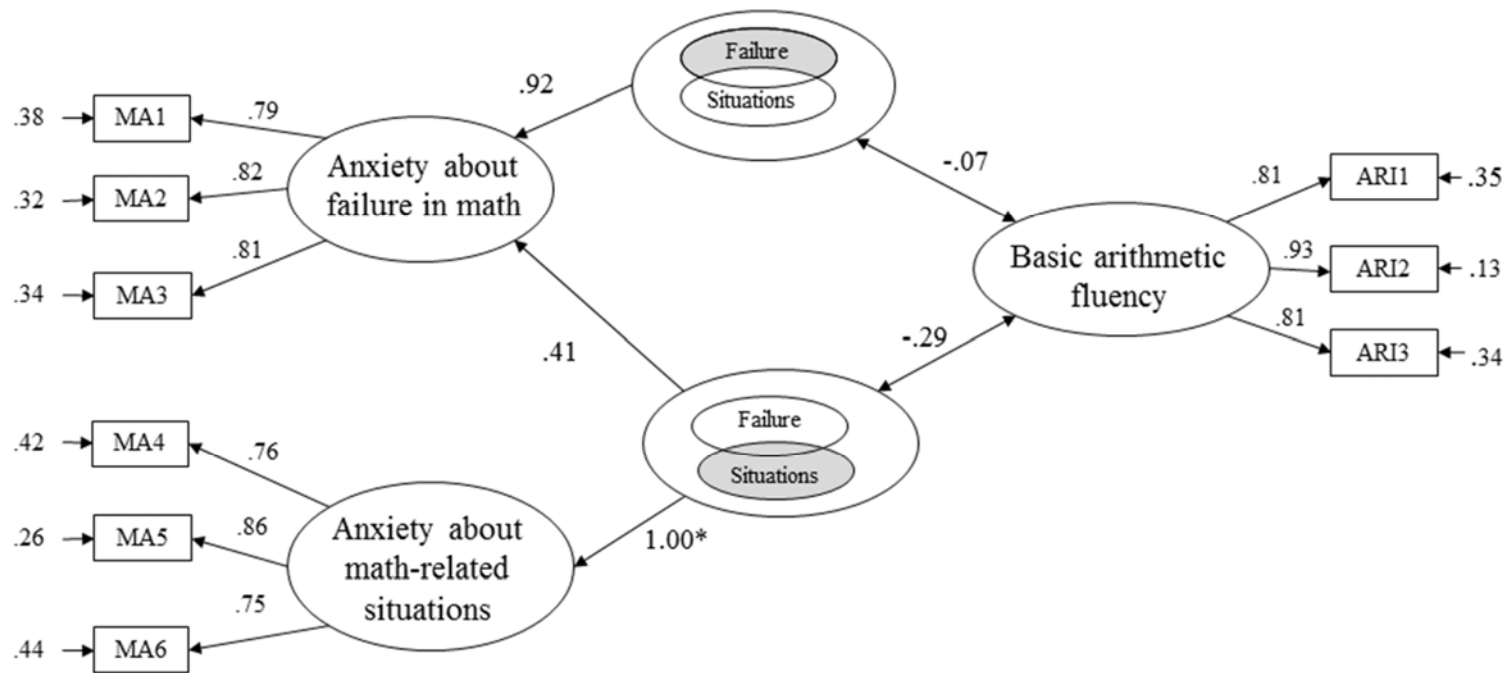 Failure
Situations
.92
.38
MA1
.79
Anxiety about
failure in math
-.07
.81
ARI1
.35
.32
MA2
.82
Basic arithmetic
fluency
.93
ARI2
.13
.34
MA3
.81
.81
ARI3
.34
.41
-.29
Failure
Situations
1.00*
.42
MA4
.76
Anxiety about
math-related
situations
.26
MA5
.86
.44
MA6
.75